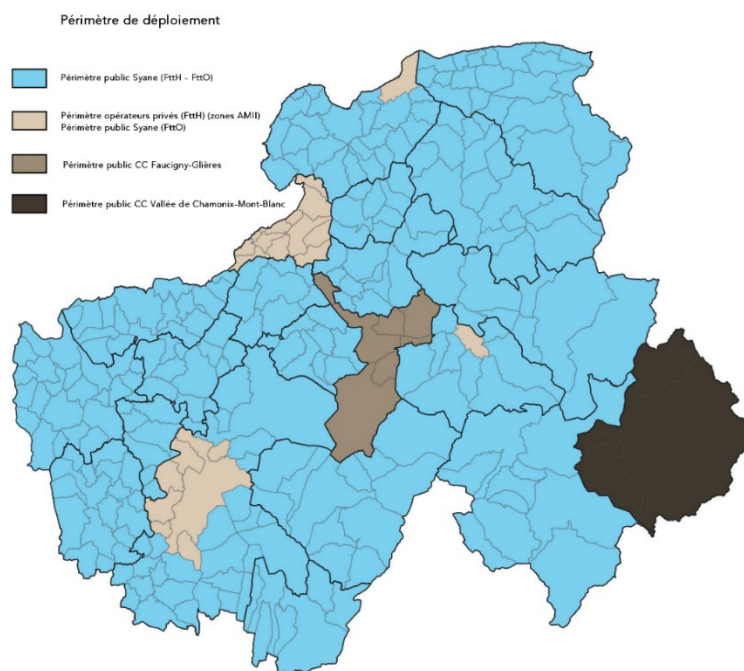 Périmètre de déploiement
Périmètre public Syane (FttH - FttO)
Périmètre opérateurs privés (FttH) (zones AMII)
Périmètre public Syane (FttO)
Périmètre public CC Faucigny-Glières
Périmètre public CC Vallée de Chamonix-Mont-Blanc